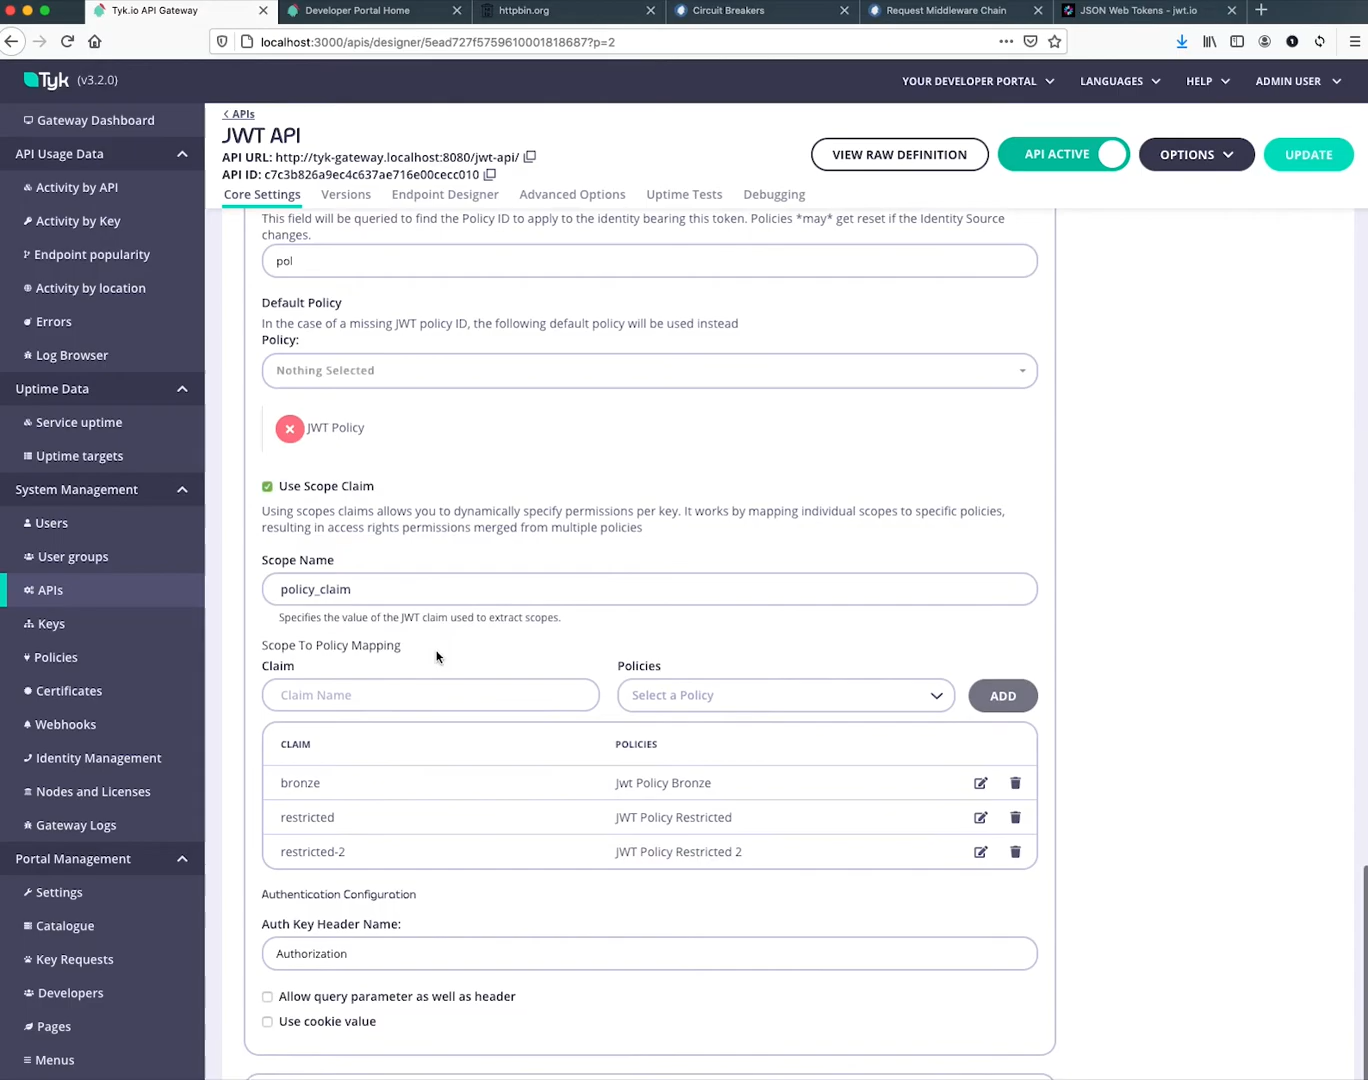 Tyk.io API Gateway
Developer Portal Home
httpbin.org
Circuit Breakers
Request Middleware Chain
JSON Web Tokens - jwt.io
localhost:3000/apis/designer/5ead727f5759610001818687?p=2
Tyk (v3.2.0)
YOUR DEVELOPER PORTAL
LANGUAGES
HELP
ADMIN USER
Gateway Dashboard
API Usage Data
Activity by API
Activity by Key
Endpoint popularity
Activity by location
Errors
Log Browser
Uptime Data
Service uptime
Uptime targets
System Management
Users
User groups
APIs
Keys
Policies
Certificates
Webhooks
Identity Management
Nodes and Licenses
Gateway Logs
Portal Management
Settings
Catalogue
Key Requests
Developers
Pages
Menus
< APIs
JWT API
API URL: http://tyk-gateway.localhost:8080/jwt-api/
API ID: c7c3b826a9ec4c637ae716e00cecc010
VIEW RAW DEFINITION
API ACTIVE
OPTIONS
UPDATE
Core Settings
Versions
Endpoint Designer
Advanced Options
Uptime Tests
Debugging
This field will be queried to find the Policy ID to apply to the identity bearing this token. Policies *may* get reset if the Identity Source
changes.
pol
Default Policy
In the case of a missing JWT policy ID, the following default policy will be used instead
Policy:
Nothing Selected
JWT Policy
Use Scope Claim
Using scopes claims allows you to dynamically specify permissions per key. It works by mapping individual scopes to specific policies,
resulting in access rights permissions merged from multiple policies
Scope Name
policy_claim
Specifies the value of the JWT claim used to extract scopes.
Scope To Policy Mapping
Claim
Policies
Claim Name
Select a Policy
ADD
CLAIM
POLICIES
bronze
Jwt Policy Bronze
restricted
JWT Policy Restricted
restricted-2
JWT Policy Restricted 2
Authentication Configuration
Auth Key Header Name:
Authorization
Allow query parameter as well as header
Use cookie value